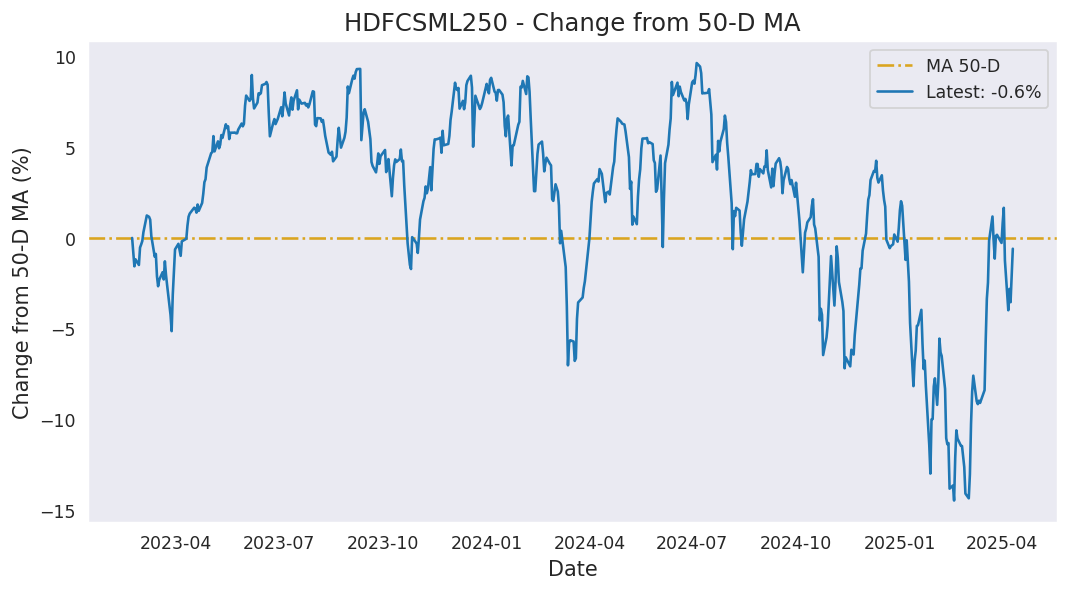 HDFCSML250 - Change from 50-D MA
MA 50-D
Latest: -0.6%
Change from 50-D MA (%)
10
5
0
−5
−10
−15
2023-04 2023-07 2023-10 2024-01 2024-04 2024-07 2024-10 2025-01 2025-04
Date